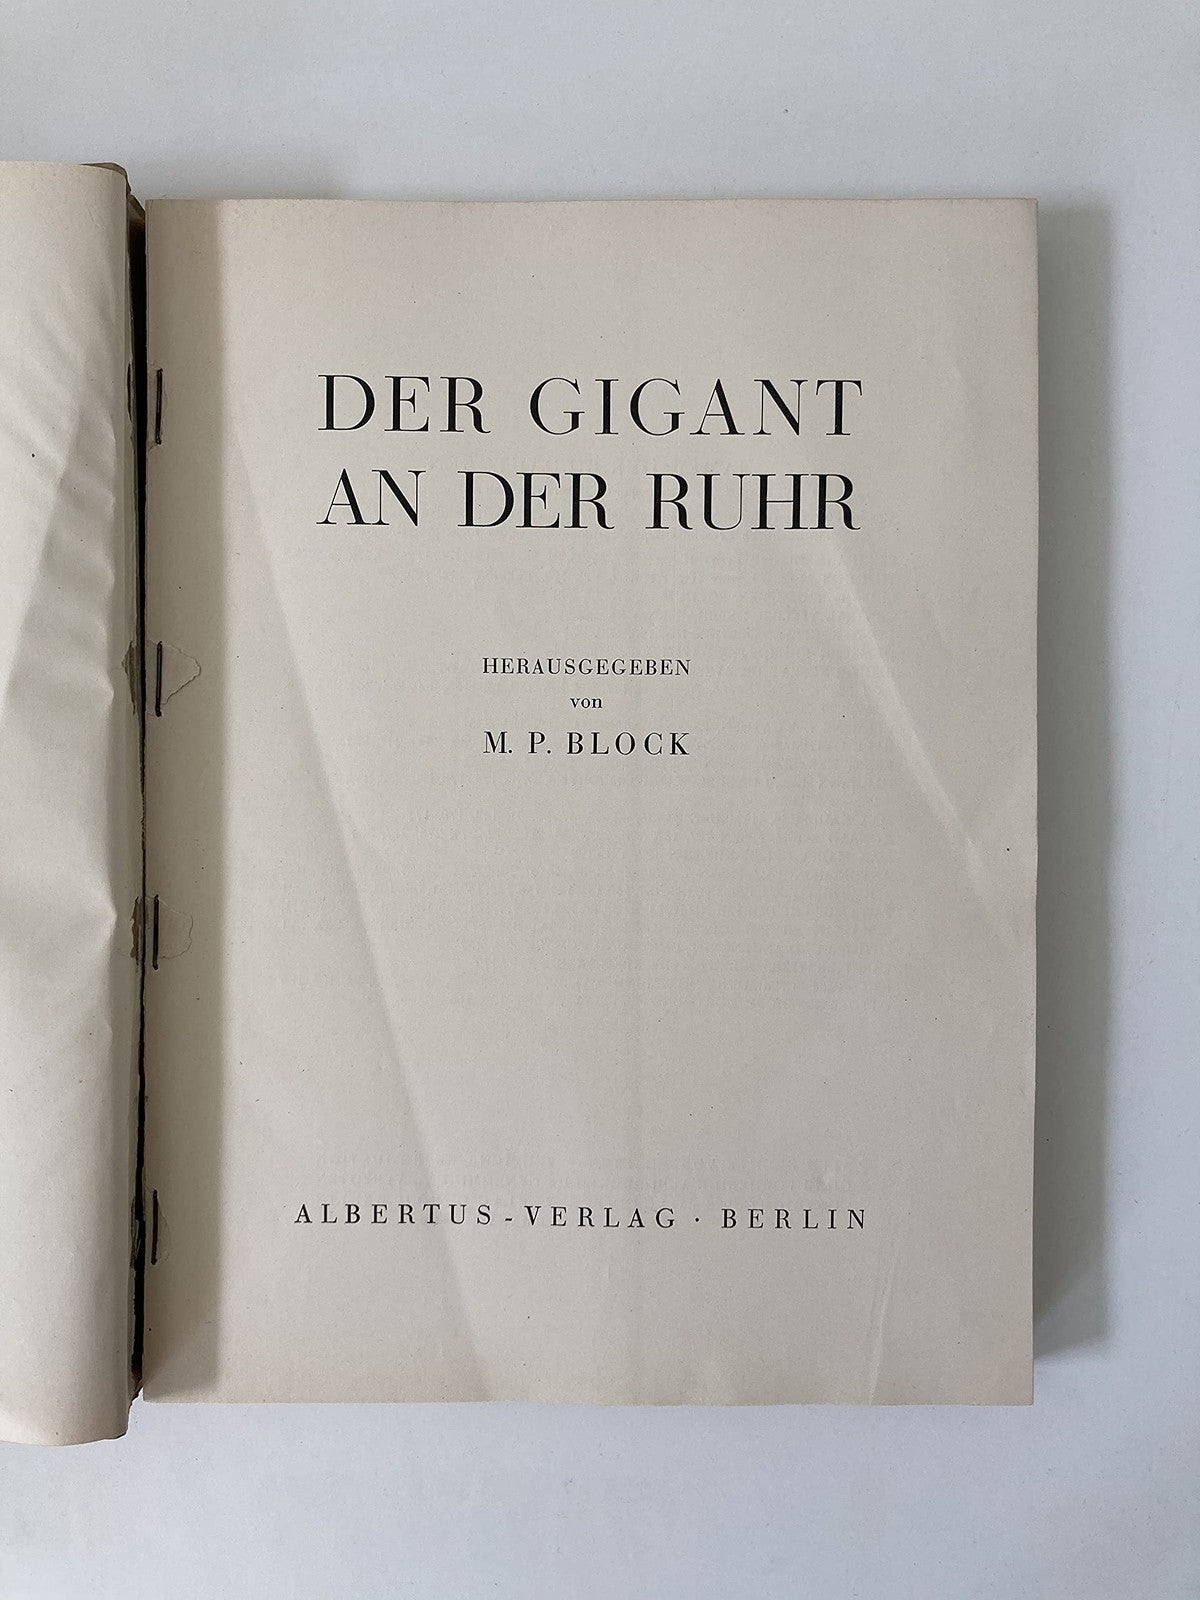 DER GIGANT
AN DER RUHR
HERAUSGEGEBEN
von
M. P. BLOCK
ALBERTUS-VERLAG · BERLIN